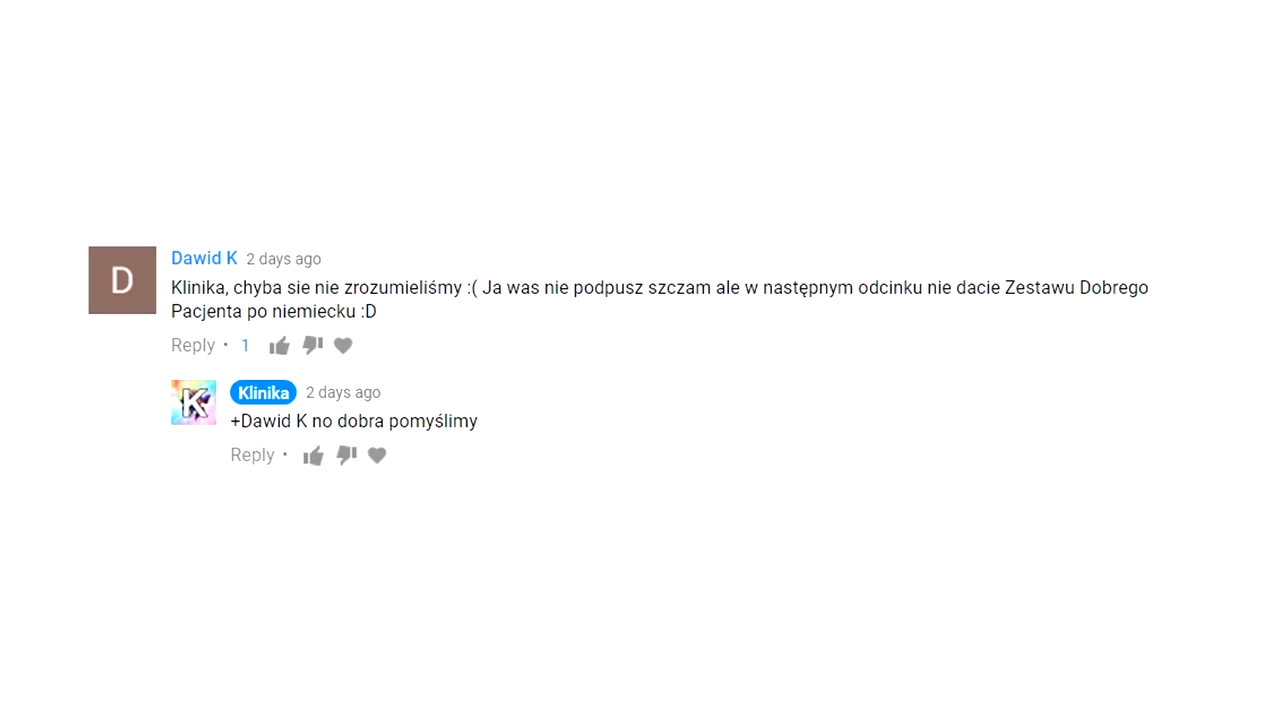 D
Dawid K 2 days ago
Klinika, chyba sie nie zrozumieliśmy :( Ja was nie podpusz szczam ale w następnym odcinku nie dacie Zestawu Dobrego
Pacjenta po niemiecku :D
Reply • 1
K
Klinika 2 days ago
+Dawid K no dobra pomyślimy
Reply •